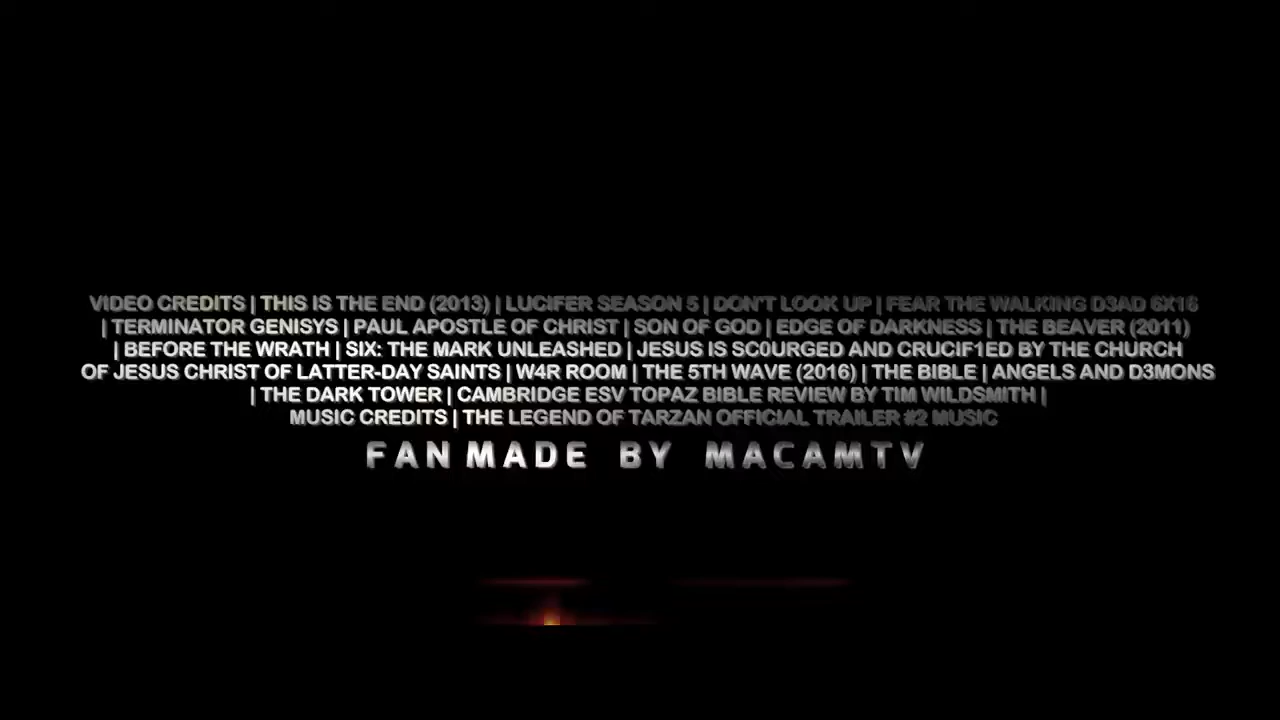 VIDEO CREDITS | THIS IS THE END (2013) | LUCIFER SEASON 5 | DON'T LOOK UP | FEAR THE WALKING D3AD 6X16
| TERMINATOR GENISYS | PAUL APOSTLE OF CHRIST | SON OF GOD | EDGE OF DARKNESS | THE BEAVER (2011)
| BEFORE THE WRATH | SIX: THE MARK UNLEASHED | JESUS IS SC0URGED AND CRUCIF1ED BY THE CHURCH
OF JESUS CHRIST OF LATTER-DAY SAINTS | W4R ROOM | THE 5TH WAVE (2016) | THE BIBLE | ANGELS AND D3MONS
| THE DARK TOWER | CAMBRIDGE ESV TOPAZ BIBLE REVIEW BY TIM WILDSMITH |
MUSIC CREDITS | THE LEGEND OF TARZAN OFFICIAL TRAILER #2 MUSIC
FAN MADE BY MACAMTV